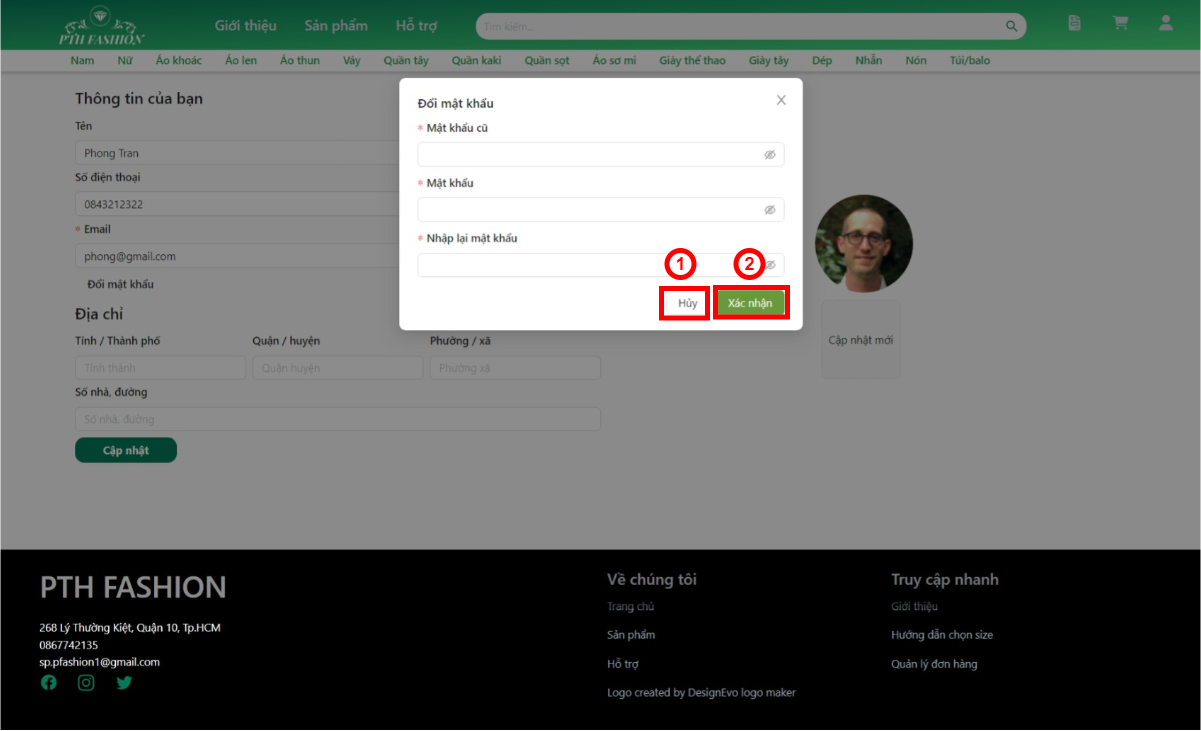 PTH FASHION
Giới thiệu Sản phẩm Hỗ trợ Tìm kiếm...
Nam Nữ Áo khoác Áo len Áo thun Váy Quần tây Quần kaki Quần sọt Áo sơ mi Giày thể thao Giày tây Dép Nhẫn Nón Túi/balo
Thông tin của bạn
Tên
Phong Tran
Số điện thoại
0843212322
* Email
phong@gmail.com
Đổi mật khẩu
Địa chỉ
Tỉnh / Thành phố Quận / huyện Phường / xã
Tỉnh thành Quận huyện Phường xã
Số nhà, đường
Số nhà, đường
Cập nhật
Đổi mật khẩu
* Mật khẩu cũ
* Mật khẩu
* Nhập lại mật khẩu
1 2
Hủy Xác nhận
Cập nhật mới
PTH FASHION
268 Lý Thường Kiệt, Quận 10, Tp.HCM
0867742135
sp.pfashion1@gmail.com
Về chúng tôi
Trang chủ
Sản phẩm
Hỗ trợ
Logo created by DesignEvo logo maker
Truy cập nhanh
Giới thiệu
Hướng dẫn chọn size
Quản lý đơn hàng